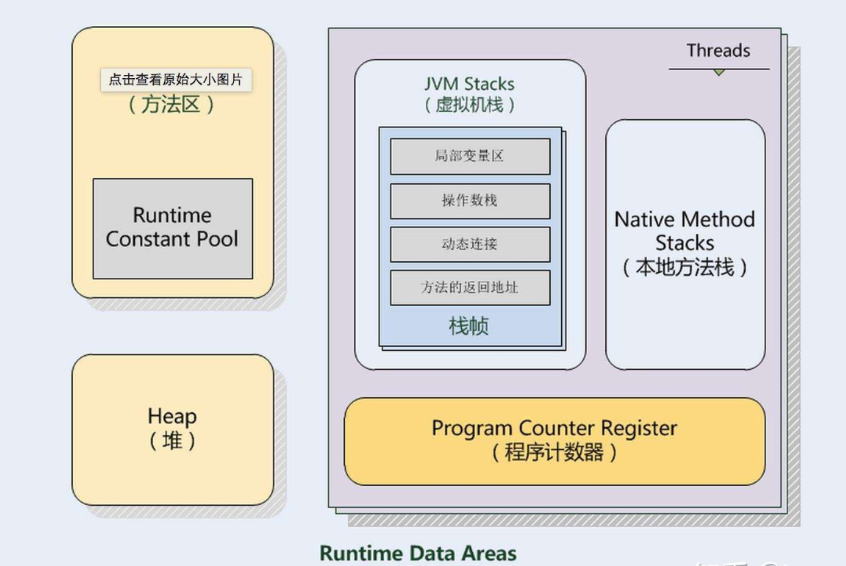 点击查看原始大小图片
（方法区）
Runtime
Constant Pool
Heap
（堆）
Threads
JVM Stacks
（虚拟机栈）
局部变量区
操作数栈
动态连接
方法的返回地址
栈帧
Native Method
Stacks
（本地方法栈）
Program Counter Register
（程序计数器）
Runtime Data Areas